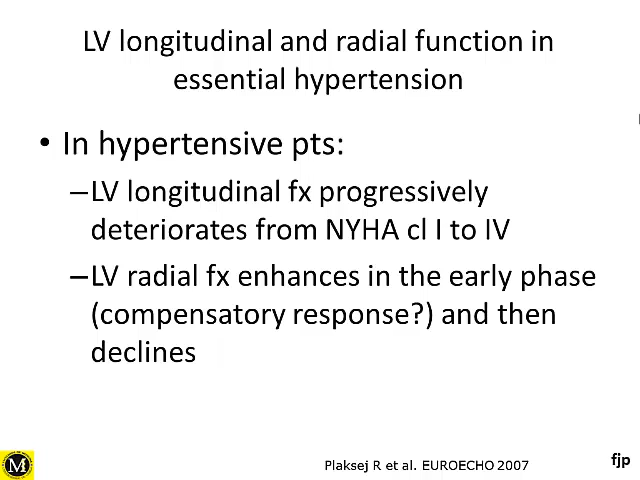 LV longitudinal and radial function in
essential hypertension
• In hypertensive pts:
–LV longitudinal fx progressively
deteriorates from NYHA cl I to IV
–LV radial fx enhances in the early phase
(compensatory response?) and then
declines
Plaksej R et al. EUROECHO 2007
fjp
M